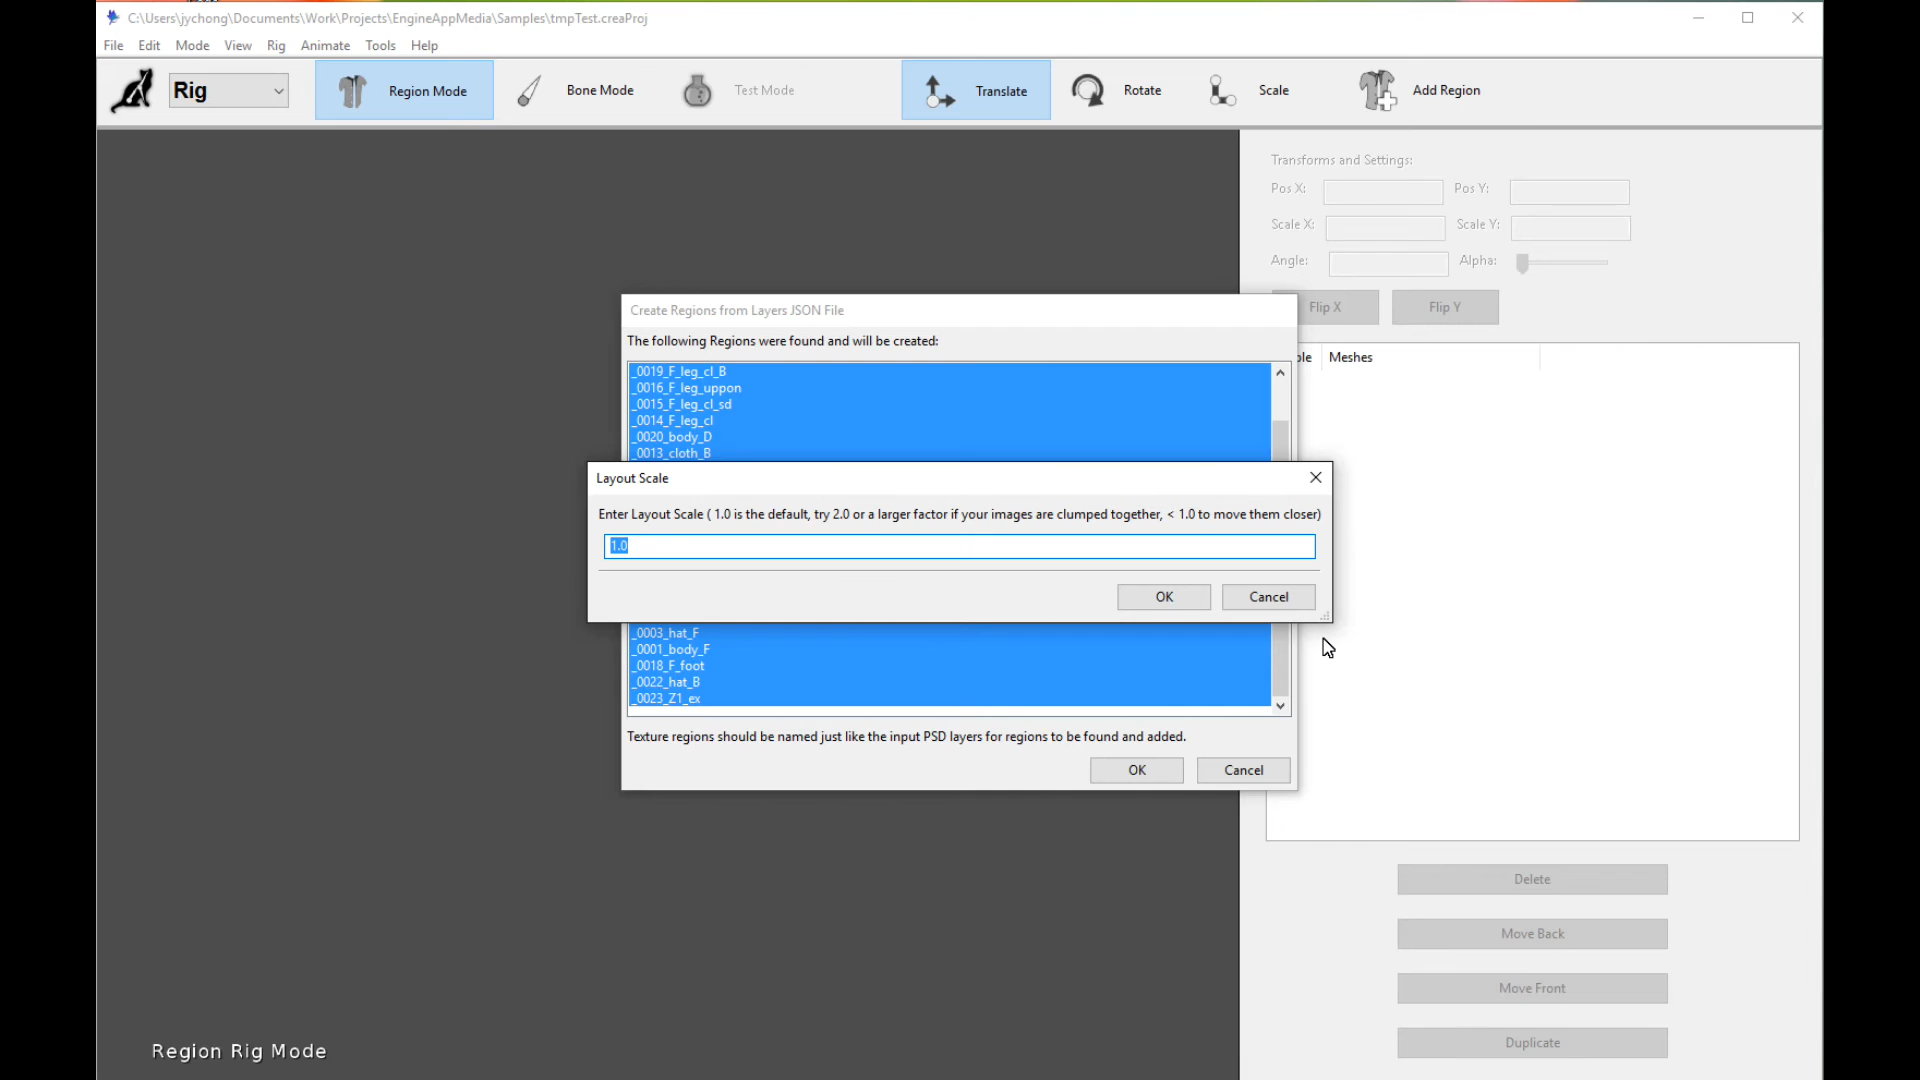 C:\Users\jychong\Documents\Work\Projects\EngineAppMedia\Samples\tmpTest.creaProj
File Edit Mode View Rig Animate Tools Help
Rig Region Mode Bone Mode Test Mode Translate Rotate Scale Add Region
Transforms and Settings:
Pos X: Pos Y:
Scale X: Scale Y:
Angle: Alpha:
Flip X Flip Y
Meshes
Create Regions from Layers JSON File
The following Regions were found and will be created:
_0019_F_leg_cl_B
_0016_F_leg_uppon
_0015_F_leg_cl_sd
_0014_F_leg_cl
_0020_body_D
_0013_cloth_B
Layout Scale
Enter Layout Scale ( 1.0 is the default, try 2.0 or a larger factor if your images are clumped together, < 1.0 to move them closer)
1.0
OK Cancel
_0003_hat_F
_0001_body_F
_0018_F_foot
_0022_hat_B
_0023_Z1_ex
Texture regions should be named just like the input PSD layers for regions to be found and added.
OK Cancel
Delete
Move Back
Move Front
Duplicate
Region Rig Mode